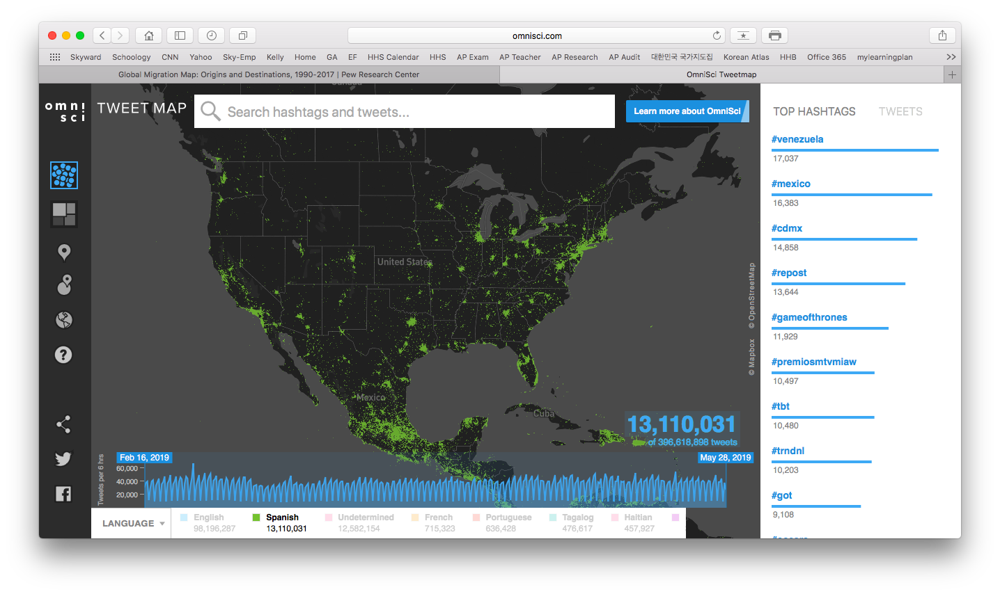 omnisci.com
Skyward Schoology CNN Yahoo Sky-Emp Kelly Home GA EF HHS Calendar HHS AP Exam AP Teacher AP Research AP Audit 대한민국 국가지도집 Korean Atlas HHB Office 365 mylearningplan >>
Global Migration Map: Origins and Destinations, 1990-2017 | Pew Research Center
OmniSci Tweetmap
Canada
omni
sci
TWEET MAP
Search hashtags and tweets...
Learn more about OmniSci
United States
Mexico
Cuba
© Mapbox © OpenStreetMap
13,110,031
of 396,618,898 tweets
Feb 16, 2019
May 28, 2019
Tweets per 6 hrs
60,000
40,000
20,000
LANGUAGE
English
98,196,287
Spanish
13,110,031
Undetermined
12,582,154
French
715,323
Portuguese
636,428
Tagalog
476,617
Haitian
457,927
TOP HASHTAGS TWEETS
#venezuela
17,037
#mexico
16,383
#cdmx
14,858
#repost
13,644
#gameofthrones
11,929
#premiosmtvmiaw
10,497
#tbt
10,480
#trndnl
10,203
#got
9,108